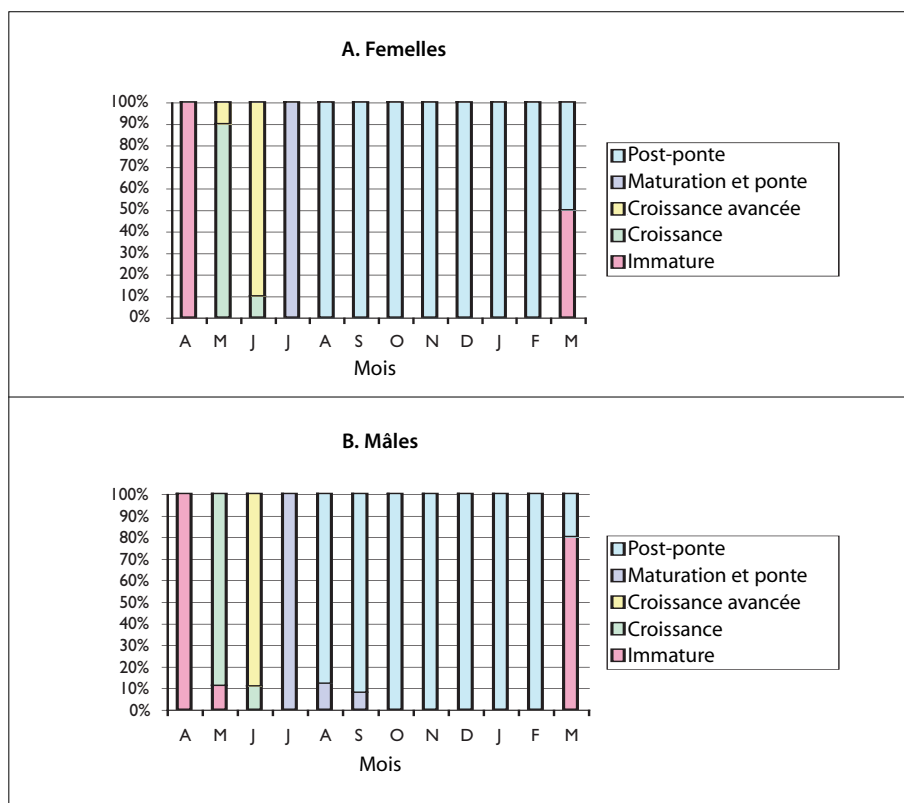 A. Femelles
100%
90%
80%
70%
60%
50%
40%
30%
20%
10%
0%
A M J J A S O N D J F M
Mois
Post-ponte
Maturation et ponte
Croissance avancée
Croissance
Immature
B. Mâles
100%
90%
80%
70%
60%
50%
40%
30%
20%
10%
0%
A M J J A S O N D J F M
Mois
Post-ponte
Maturation et ponte
Croissance avancée
Croissance
Immature